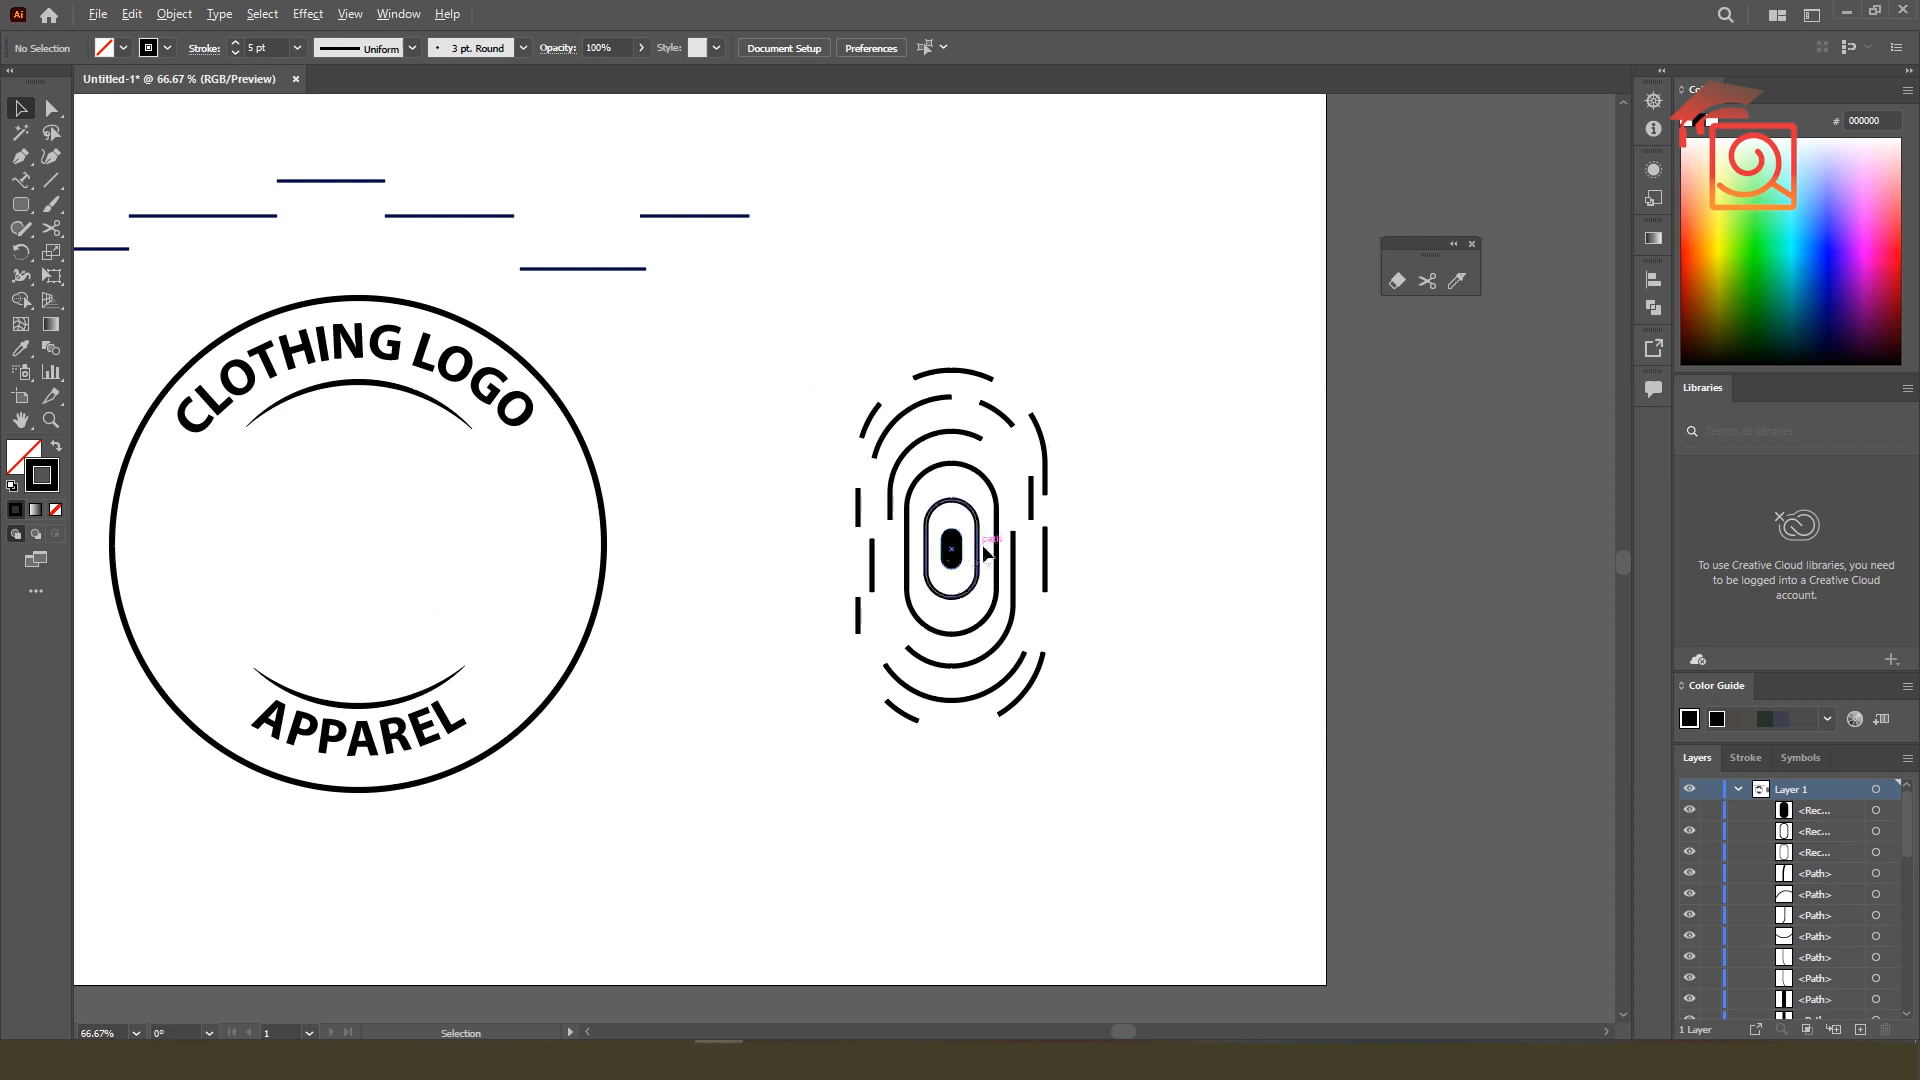 Ai File Edit Object Type Select Effect View Window Help
No Selection Stroke: 5 pt Uniform 3 pt. Round Opacity: 100% Style: Document Setup Preferences
Untitled-1* @ 66.67 % (RGB/Preview)
# 000000
CLOTHING LOGO
APPAREL
path
Libraries
Search all libraries
To use Creative Cloud libraries, you need
to be logged into a Creative Cloud
account.
Color Guide
Layers Stroke Symbols
Layer 1
<Rec...
<Rec...
<Rec...
<Path>
<Path>
<Path>
<Path>
<Path>
<Path>
<Path>
1 Layer
66.67% 0° 1 Selection